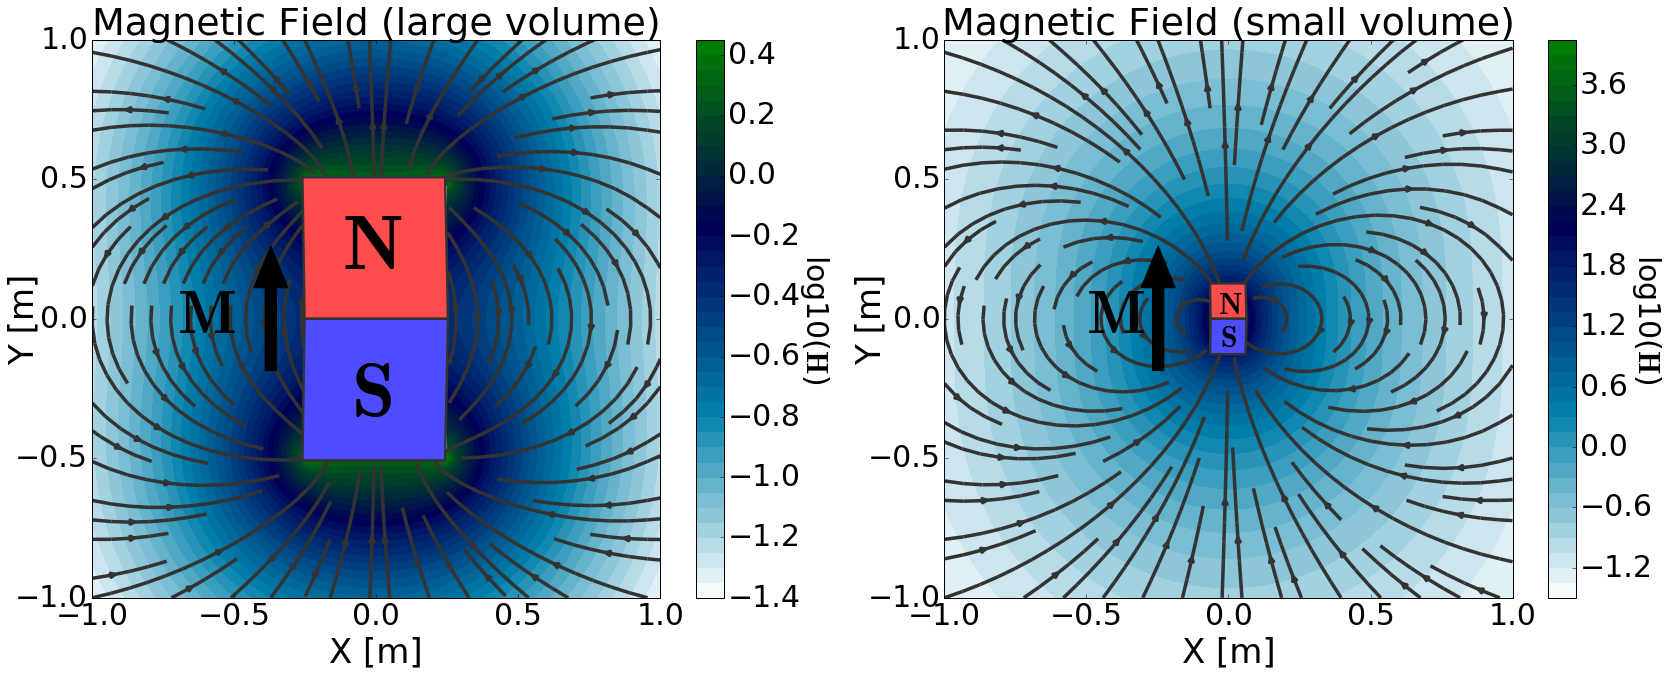 Magnetic Field (large volume)
1.0
0.5
0.0
−0.5
−1.0
Y [m]
N
M
S
−1.0
−0.5
0.0
0.5
1.0
X [m]
0.4
0.2
0.0
−0.2
−0.4
−0.6
−0.8
−1.0
−1.2
−1.4
log10(H)
Magnetic Field (small volume)
1.0
0.5
0.0
−0.5
−1.0
Y [m]
M
N
S
−1.0
−0.5
0.0
0.5
1.0
X [m]
3.6
3.0
2.4
1.8
1.2
0.6
0.0
−0.6
−1.2
log10(H)